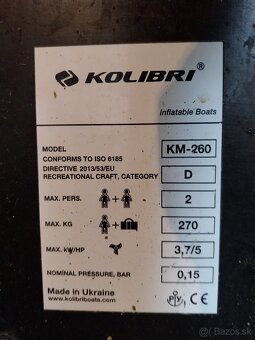 KOLIBRI®
Inflatable Boats
MODEL KM-260
CONFORMS TO ISO 6185
DIRECTIVE 2013/53/EU
RECREATIONAL CRAFT, CATEGORY D
MAX. PERS. + 2
MAX. KG + 270
MAX. kW/HP 3,7/5
NOMINAL PRESSURE, BAR 0,15
Made in Ukraine
www.kolibriboats.com
CE
Bazos.sk